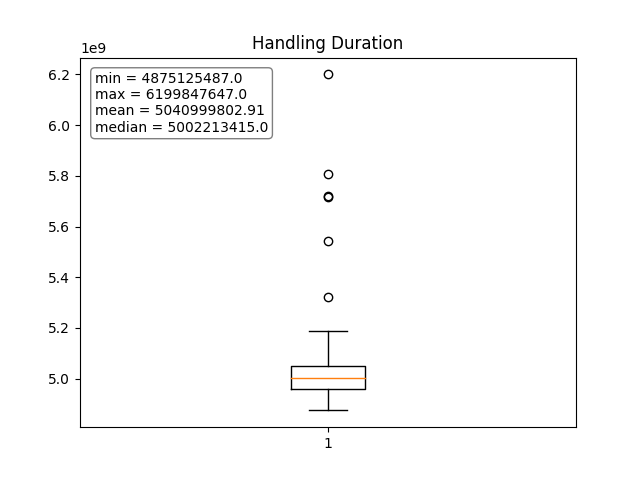 Handling Duration
1e9
min = 4875125487.0
max = 6199847647.0
mean = 5040999802.91
median = 5002213415.0
6.2
6.0
5.8
5.6
5.4
5.2
5.0
1